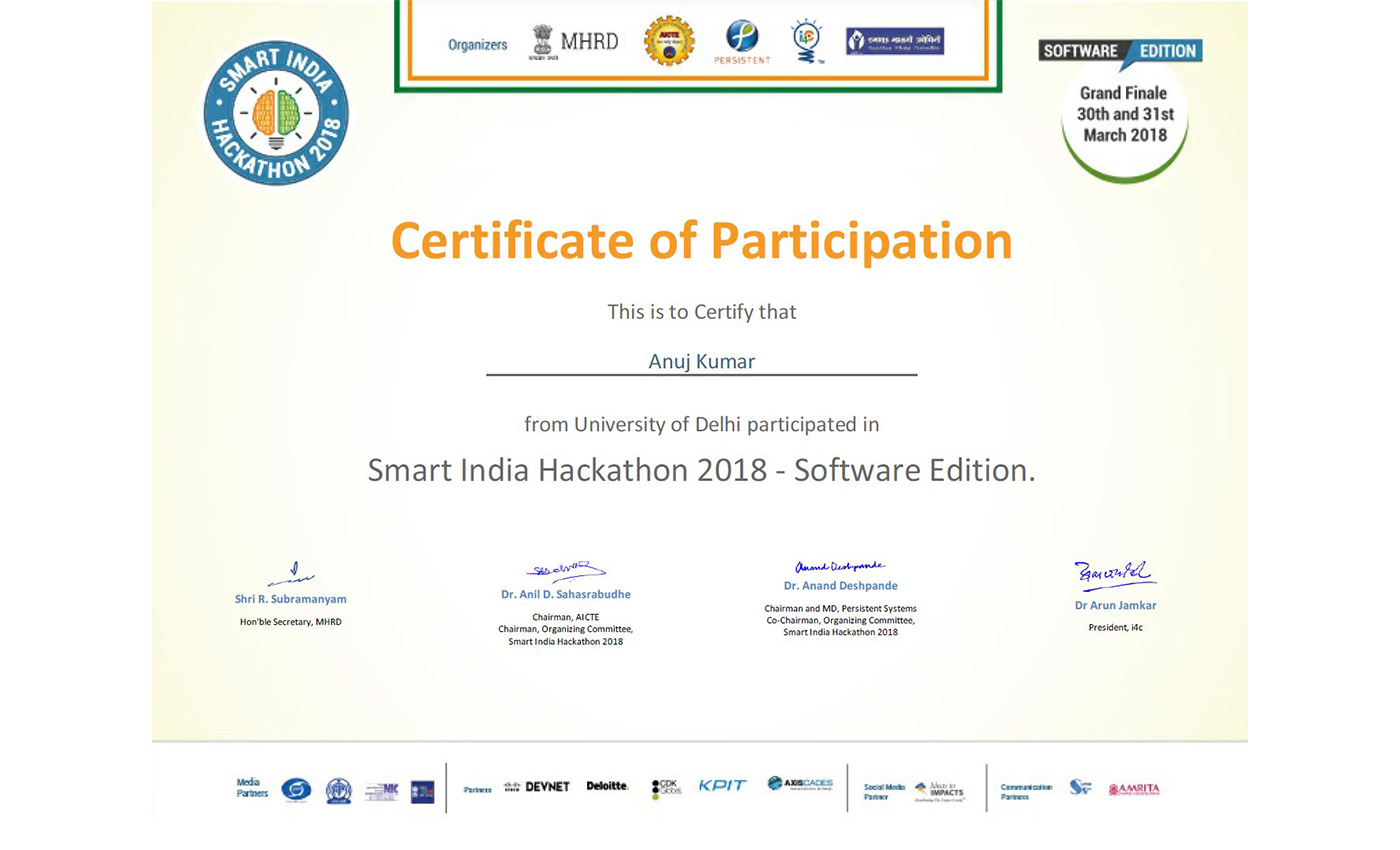 SMART INDIA
HACKATHON 2018
Organizers
MHRD
AICTE
PERSISTENT
SOFTWARE EDITION
Grand Finale
30th and 31st
March 2018
Certificate of Participation
This is to Certify that
Anuj Kumar
from University of Delhi participated in
Smart India Hackathon 2018 - Software Edition.
Anand Deshpande
Shri R. Subramanyam
Hon'ble Secretary, MHRD
Dr. Anil D. Sahasrabudhe
Chairman, AICTE
Chairman, Organizing Committee,
Smart India Hackathon 2018
Dr. Anand Deshpande
Chairman and MD, Persistent Systems
Co-Chairman, Organizing Committee,
Smart India Hackathon 2018
Dr Arun Jamkar
President, i4c
Media
Partners
NIC
Partners
DEVNET
Deloitte.
CDK
Global
KPIT
AXISCADES
Social Media
Partner
Ideas to
IMPACTS
Communication
Partners
AMRITA